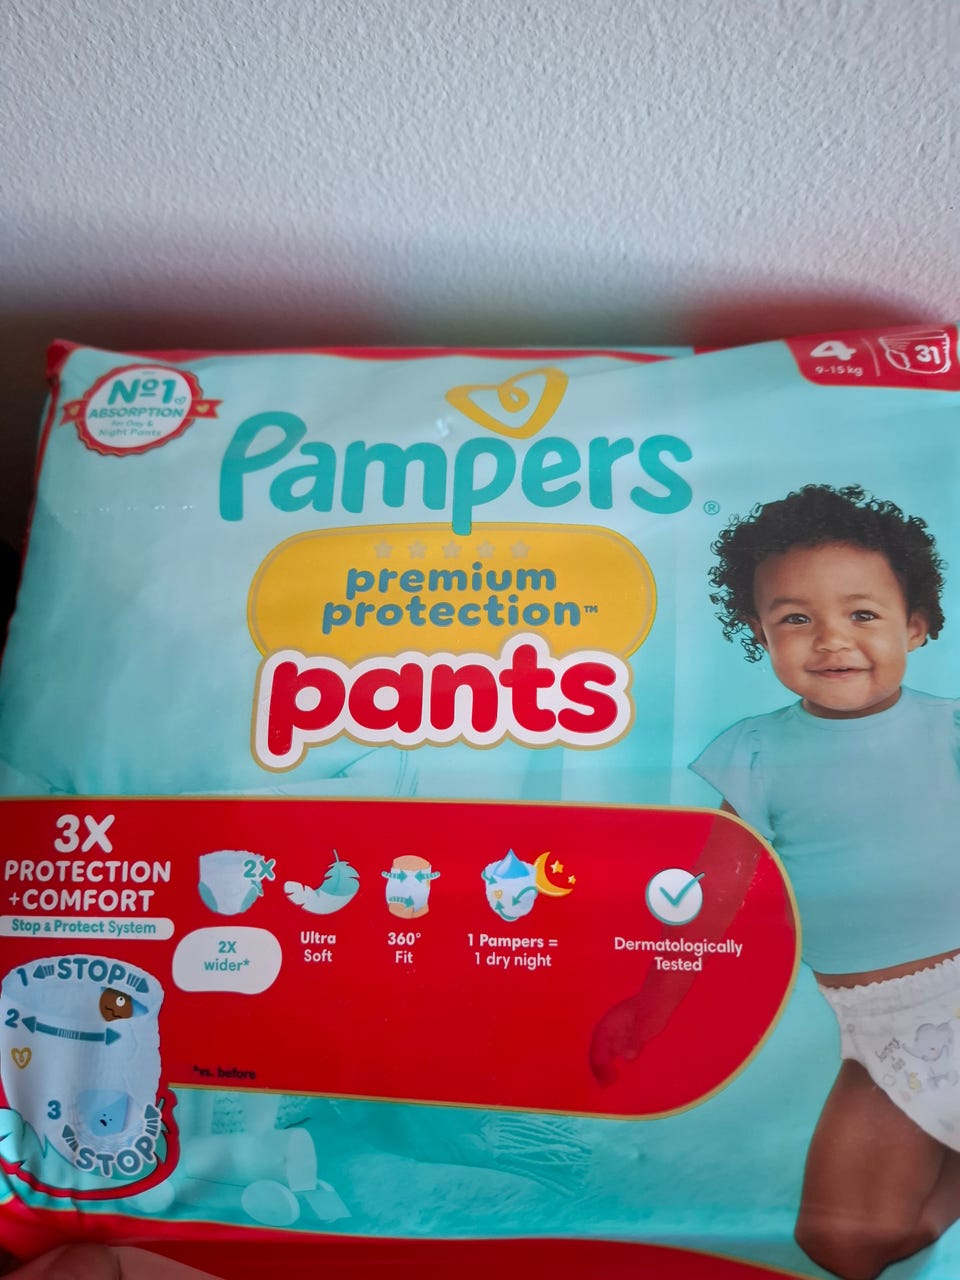 Nº1
ABSORPTION
for Day &
Night Pants
4
9-15 kg
31
Pampers®
premium
protection™
pants
3X
PROTECTION
+COMFORT
Stop & Protect System
1 STOP
2
3
STOP
2X
2X
wider*
Ultra
Soft
360°
Fit
1 Pampers =
1 dry night
Dermatologically
Tested
*vs. before